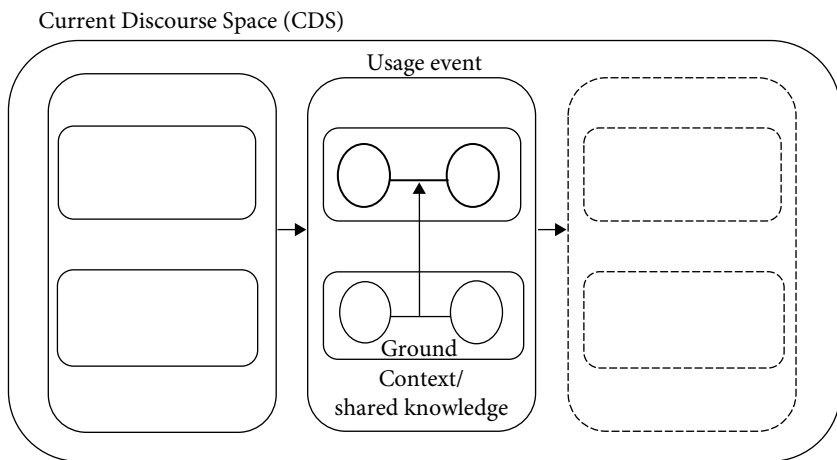 Current Discourse Space (CDS)
Usage event
Ground
Context/
shared knowledge